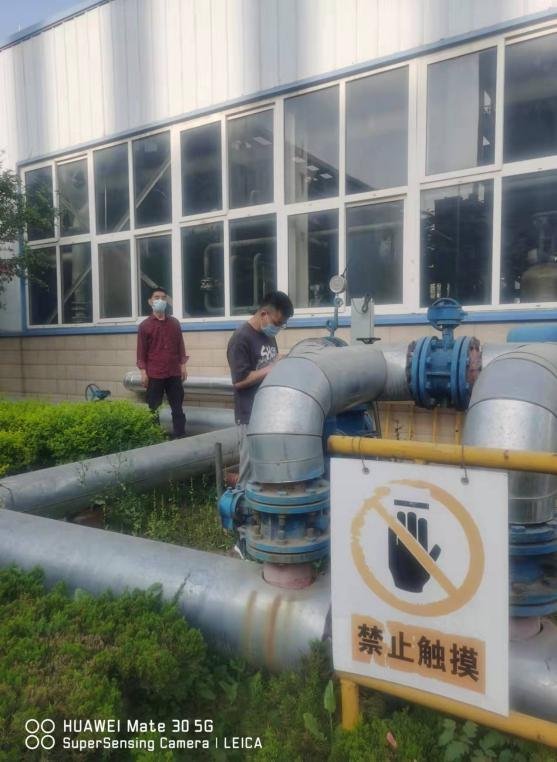 禁止触摸
HUAWEI Mate 30 5G
SuperSensing Camera | LEICA